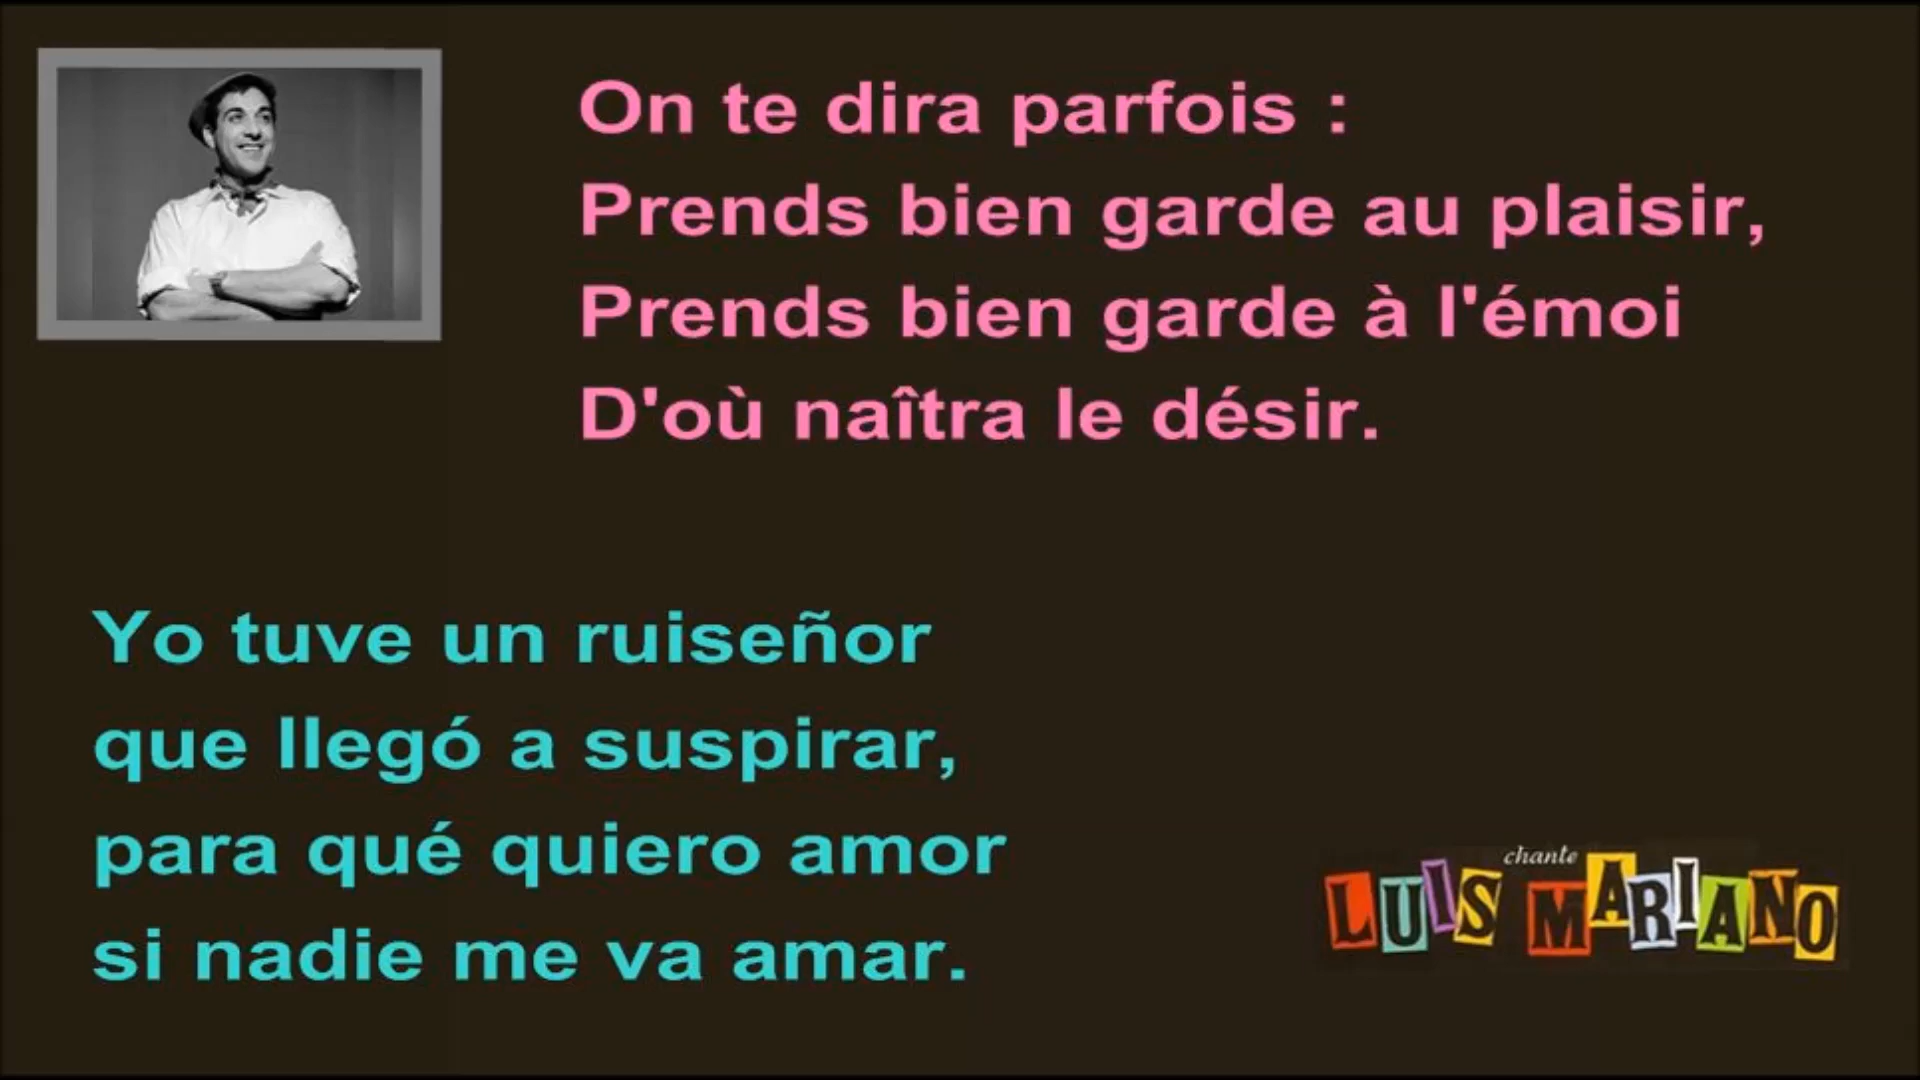 On te dira parfois :
Prends bien garde au plaisir,
Prends bien garde à l'émoi
D'où naîtra le désir.
Yo tuve un ruiseñor
que llegó a suspirar,
para qué quiero amor
si nadie me va amar.
chante
LUIS MARIANO